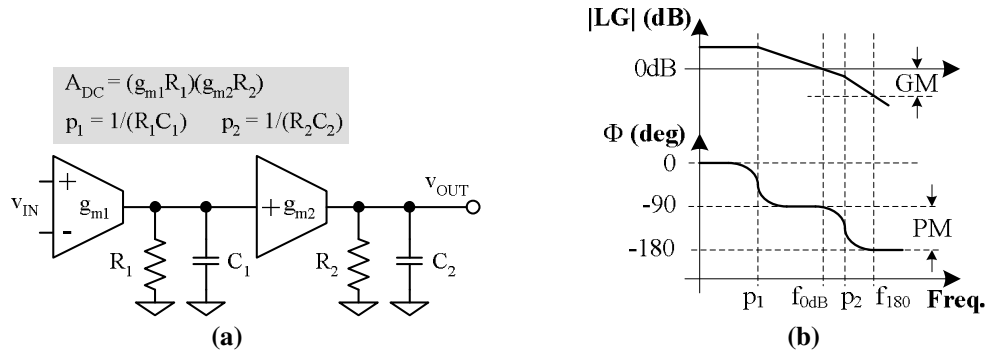 A_DC = (g_m1R_1)(g_m2R_2)
p_1 = 1/(R_1C_1) p_2 = 1/(R_2C_2)
v_IN
+
-
g_m1
R_1
C_1
+
g_m2
R_2
C_2
v_OUT
(a)
|LG| (dB)
0dB
GM
Φ (deg)
0
-90
-180
PM
p_1 f_0dB p_2 f_180 Freq.
(b)